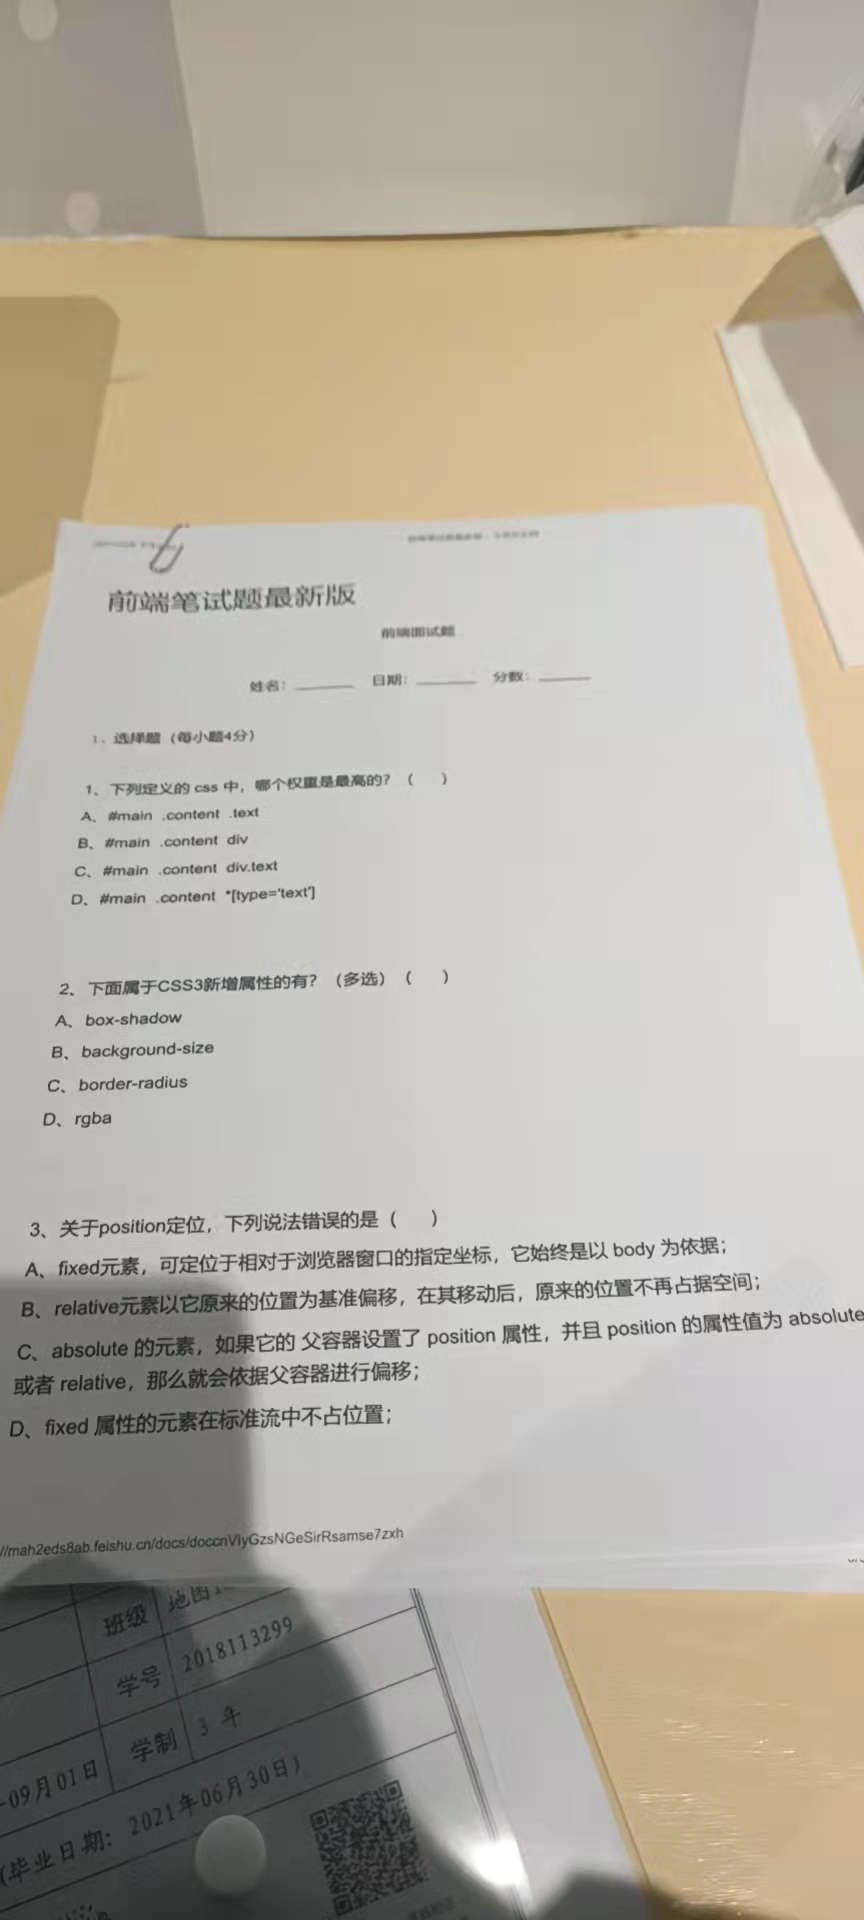 前端笔试题最新版
前端面试题
姓名： 日期： 分数：
1．选择题（每小题4分）
1、下列定义的 css 中，哪个权重是最高的？（ ）
A、#main .content .text
B、#main .content div
C、#main .content div.text
D、#main .content *[type='text']
2、下面属于CSS3新增属性的有？（多选）（ ）
A、box-shadow
B、background-size
C、border-radius
D、rgba
3、关于position定位，下列说法错误的是（ ）
A、fixed元素，可定位于相对于浏览器窗口的指定坐标，它始终是以 body 为依据；
B、relative元素以它原来的位置为基准偏移，在其移动后，原来的位置不再占据空间；
C、absolute 的元素，如果它的 父容器设置了 position 属性，并且 position 的属性值为 absolute
或者 relative，那么就会依据父容器进行偏移；
D、fixed 属性的元素在标准流中不占位置；
//mah2eds8ab.feishu.cn/docs/doccnVIyGzsNGeSirRsamse7zxh
班级 地图
学号 2018113299
学制 3 年
-09月01日
(毕业日期: 2021年06月30日)